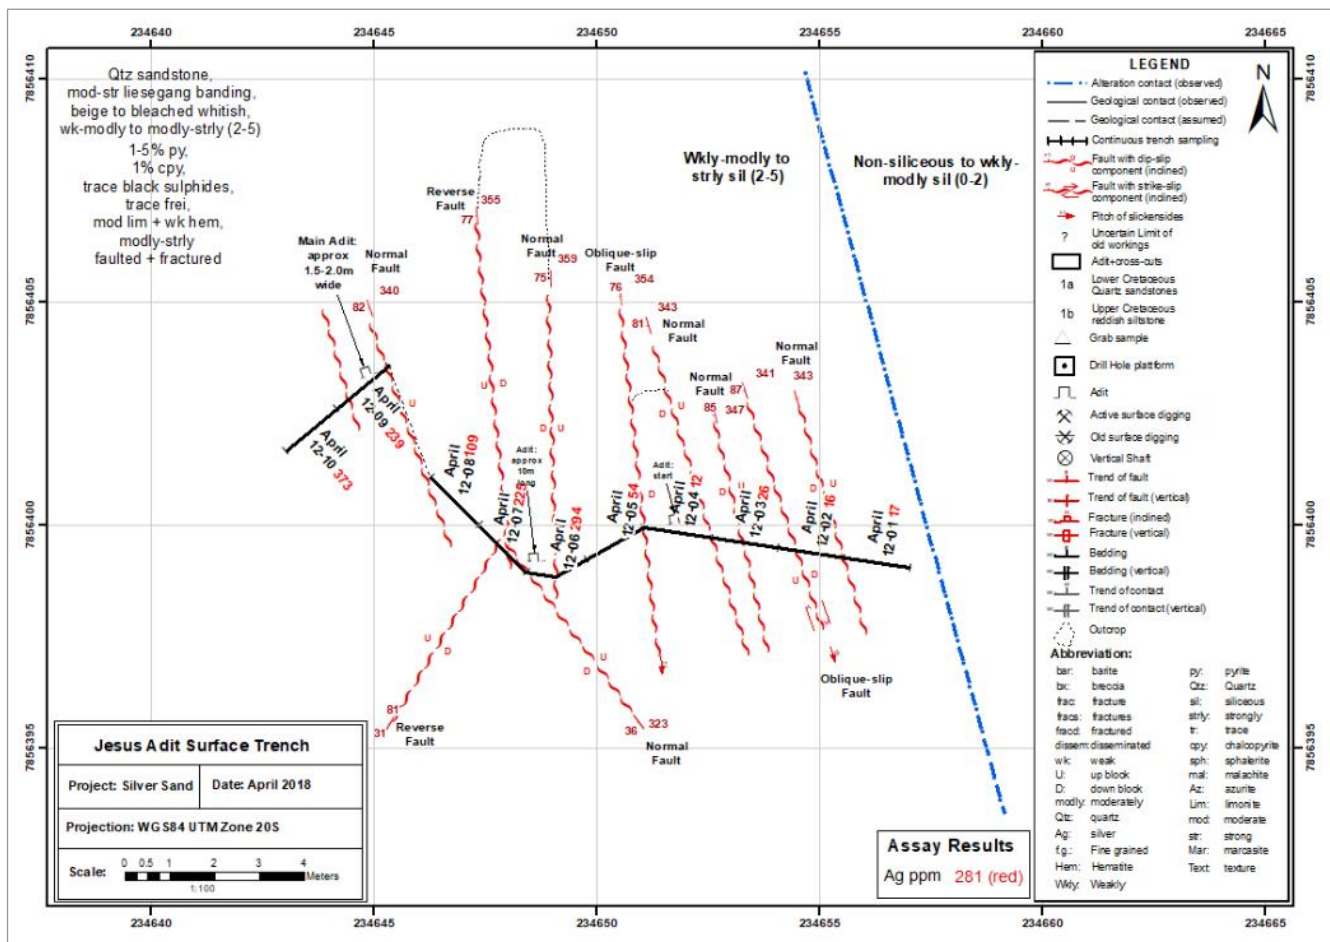 234640
234645
234650
234655
234660
234665
7856410
7856405
7856400
7856395
7856410
7856405
7856400
7856395
Qtz sandstone,
mod-str liesegang banding,
beige to bleached whitish,
wk-modly to modly-strly (2-5)
1-5% py,
1% cpy,
trace black sulphides,
trace frei,
mod lim + wk hem,
modly-strly
faulted + fractured
Wkly-modly to
strly sil (2-5)
Non-siliceous to wkly-
modly sil (0-2)
Main Adit:
approx
1.5-2.0m
wide
Normal
Fault
82
340
Reverse
Fault
77
355
Normal
Fault
75
359
Oblique-slip
Fault
76
354
343
81
Normal
Fault
Normal
Fault
85
347
87
341
Normal
Fault
343
U
U
D
D
U
D
U
D
D
U
D
U
D
U
D
U
D
April
12-10 373
April
12-09 239
April
12-08 109
April
12-07 225
April
12-06 294
April
12-05 54
April
12-04 12
April
12-03 26
April
12-02 16
April
12-01 17
Adit:
approx
10m
long
Adit:
start
81
31
Reverse
Fault
36
323
Normal
Fault
Oblique-slip
Fault
Jesus Adit Surface Trench
Project: Silver Sand
Date: April 2018
Projection: WGS84 UTM Zone 20S
Scale:
0 0.5 1 2 3 4
Meters
1:100
Assay Results
Ag ppm 281 (red)
LEGEND
N
Alteration contact (observed)
Geological contact (observed)
Geological contact (assumed)
Continuous trench sampling
Fault with dip-slip
component (inclined)
Fault with strike-slip
component (inclined)
Pitch of slickensides
? Uncertain Limit of
old workings
Adit+cross-cuts
1a Lower Cretaceous
Quartz sandstones
1b Upper Cretaceous
reddish siltstone
Grab sample
Drill Hole plattform
Adit
Active surface digging
Old surface digging
Vertical Shaft
Trend of fault
Trend of fault (vertical)
Fracture (inclined)
Fracture (vertical)
Bedding
Bedding (vertical)
Trend of contact
Trend of contact (vertical)
Outcrop
Abbreviation:
bar: barite py: pyrite
bx: breccia Qtz: Quartz
frac: fracture sil: siliceous
fracs: fractures strly: strongly
fracd: fractured tr: trace
dissem: disseminated cpy: chalcopyrite
wk: weak sph: sphalerite
U: up block mal: malachite
D: down block Az: azurite
modly: moderately Lim: limonite
Qtz: quartz mod: moderate
Ag: silver str: strong
f.g.: Fine grained Mar: marcasite
Hem: Hematite Text: texture
Wkly: Weakly
234640
234645
234650
234655
234660
234665